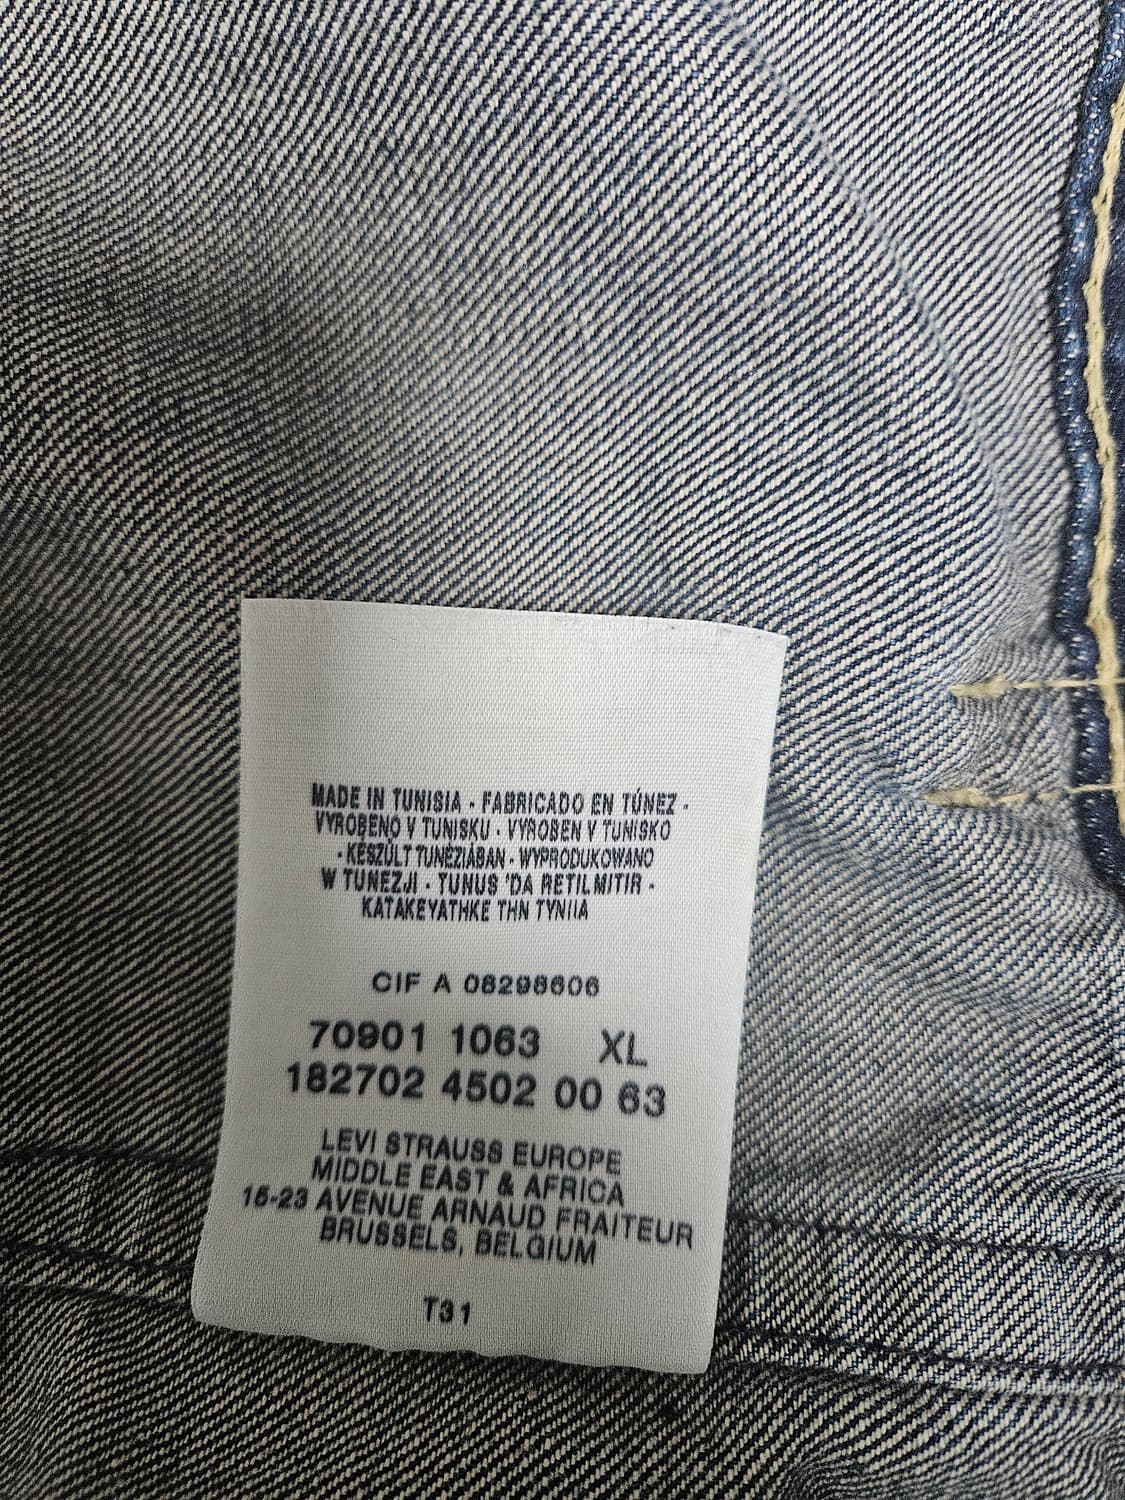 MADE IN TUNISIA - FABRICADO EN TÚNEZ -
VYROBENO V TUNISKU - VYROBEN V TUNISKO
- KÉSZÜLT TUNÉZIÁBAN - WYPRODUKOWANO
W TUNEZJI - TUNUS 'DA RETILMITIR -
KATAKEYATHKE THN TYNIIA
CIF A 08298606
70901 1063 XL
182702 4502 00 63
LEVI STRAUSS EUROPE
MIDDLE EAST & AFRICA
15-23 AVENUE ARNAUD FRAITEUR
BRUSSELS, BELGIUM
T31